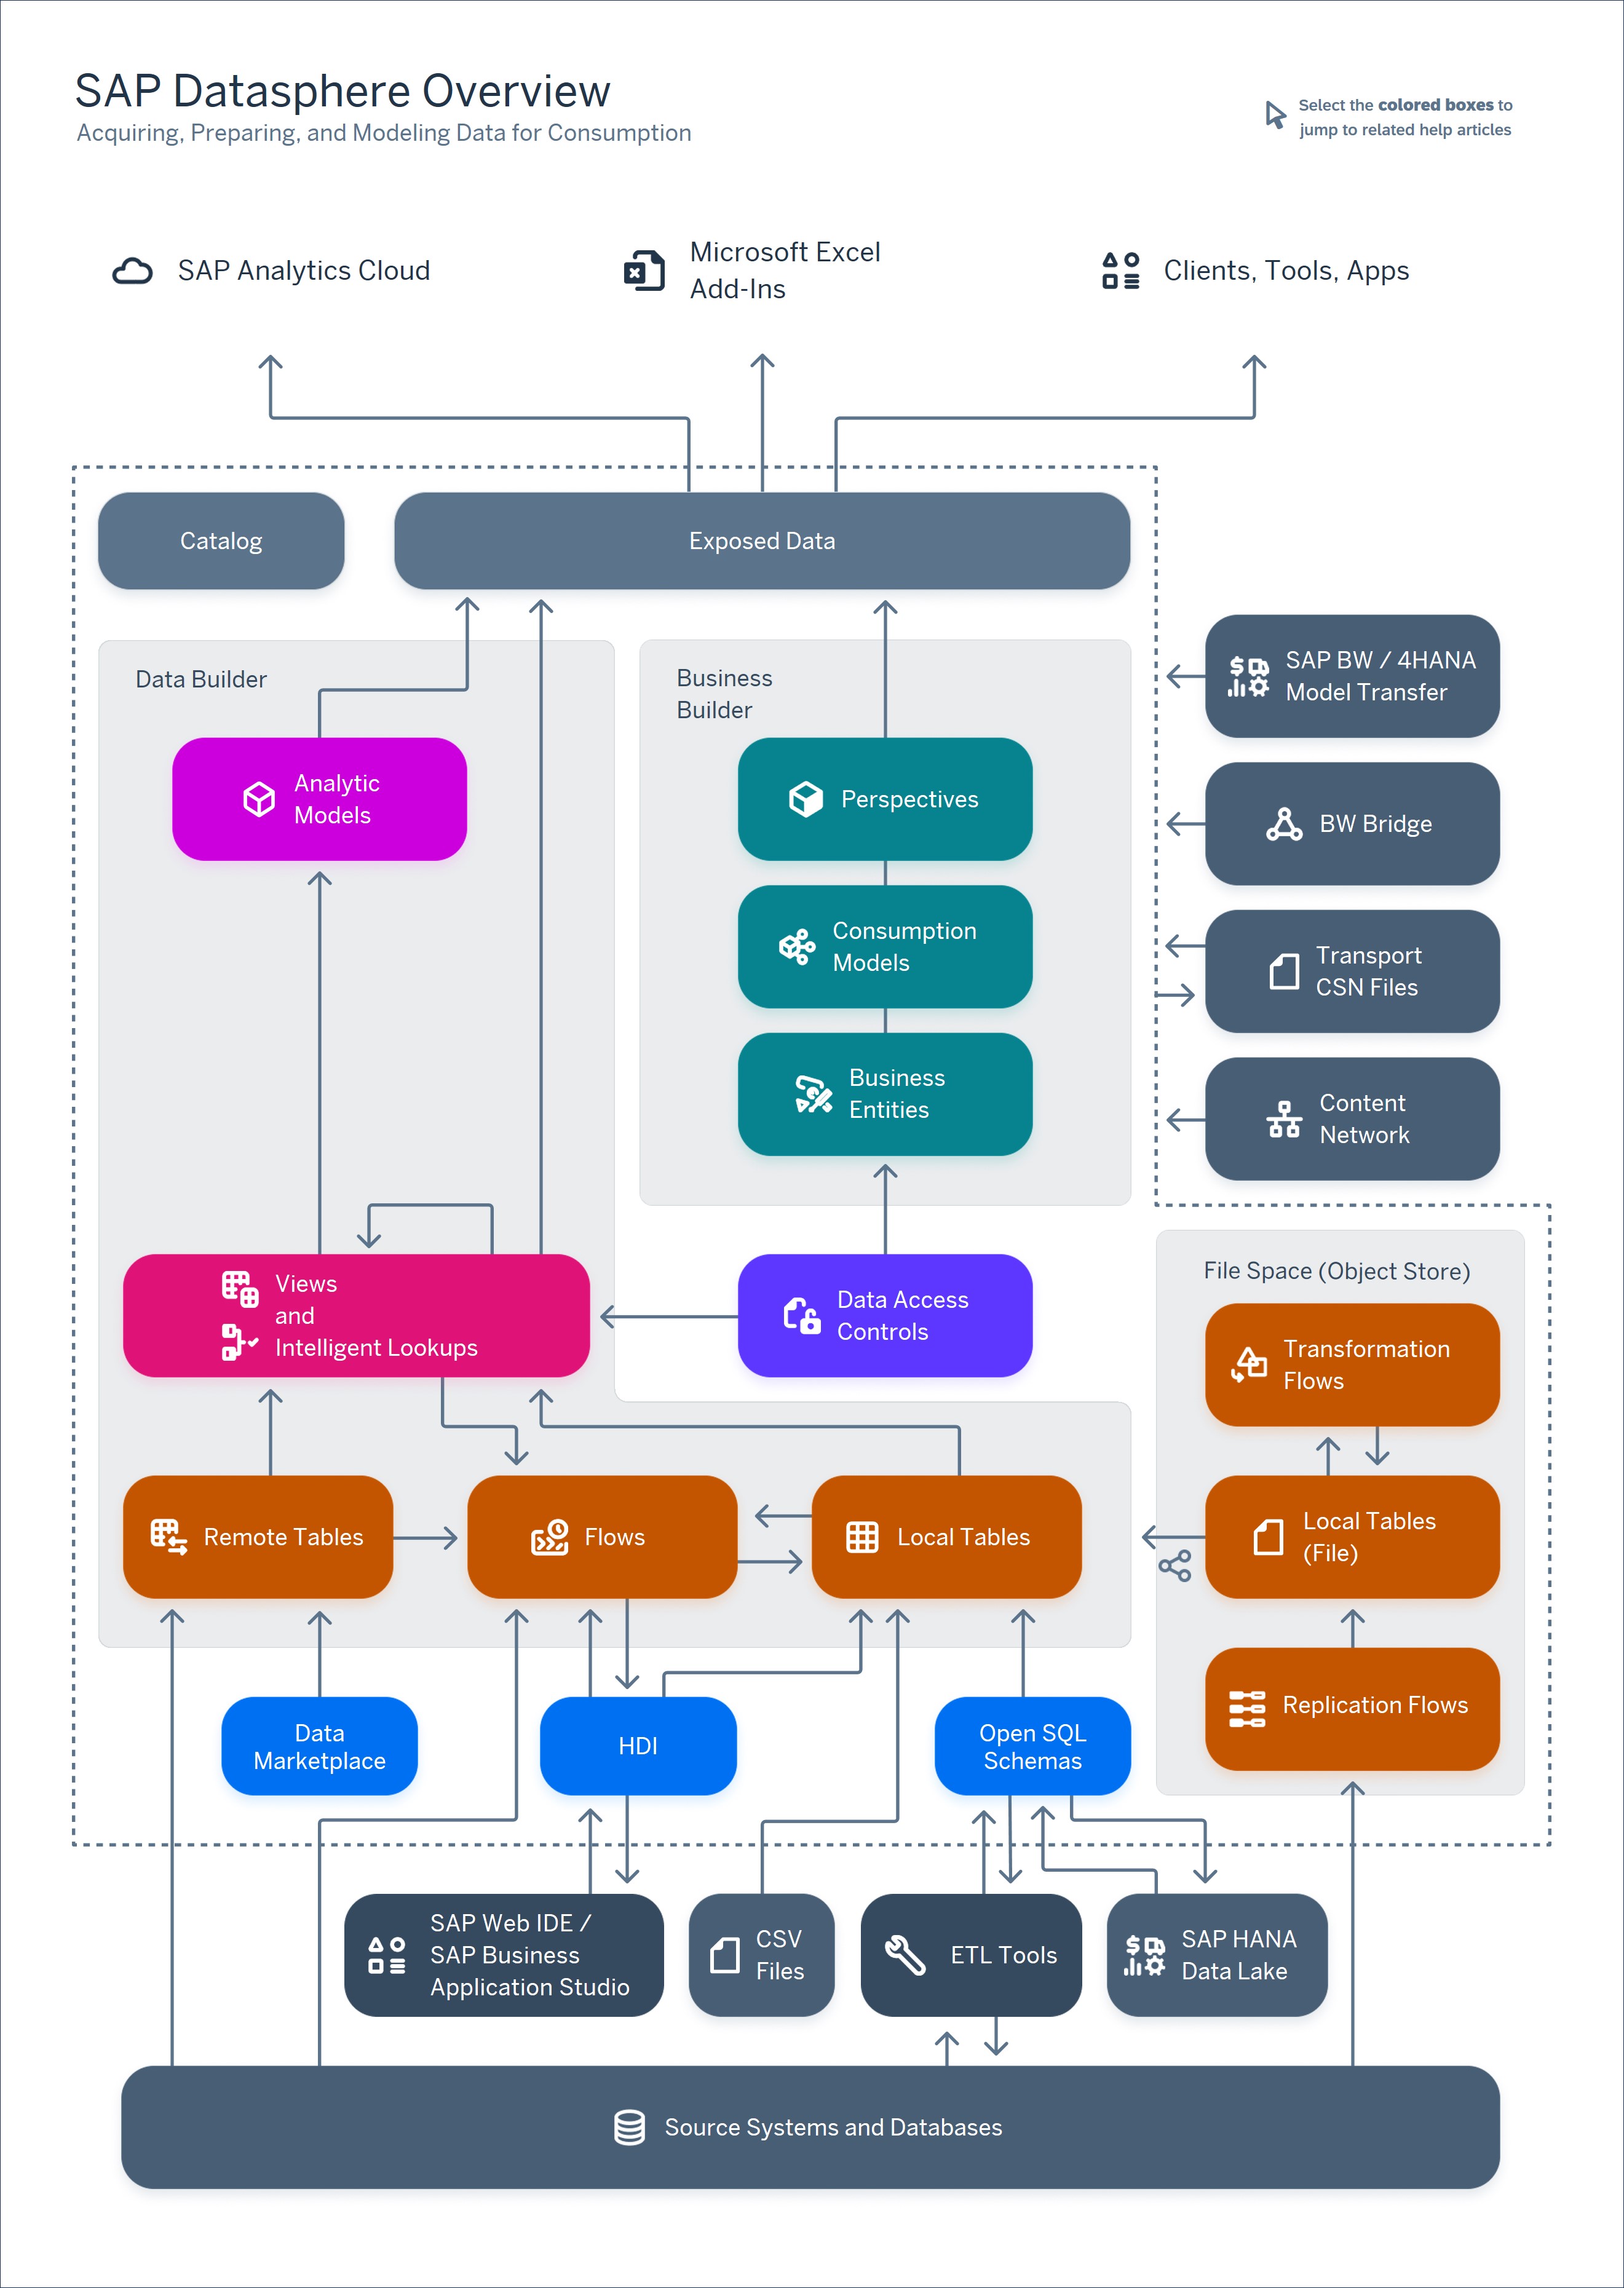 SAP Datasphere Overview
Acquiring, Preparing, and Modeling Data for Consumption
Select the colored boxes to
jump to related help articles
SAP Analytics Cloud
Microsoft Excel
Add-Ins
Clients, Tools, Apps
Catalog
Exposed Data
Data Builder
Business
Builder
SAP BW / 4HANA
Model Transfer
Analytic
Models
Perspectives
BW Bridge
Consumption
Models
Transport
CSN Files
Business
Entities
Content
Network
Views
and
Intelligent Lookups
Data Access
Controls
File Space (Object Store)
Transformation
Flows
Remote Tables
Flows
Local Tables
Local Tables
(File)
Replication Flows
Data
Marketplace
HDI
Open SQL
Schemas
SAP Web IDE /
SAP Business
Application Studio
CSV
Files
ETL Tools
SAP HANA
Data Lake
Source Systems and Databases